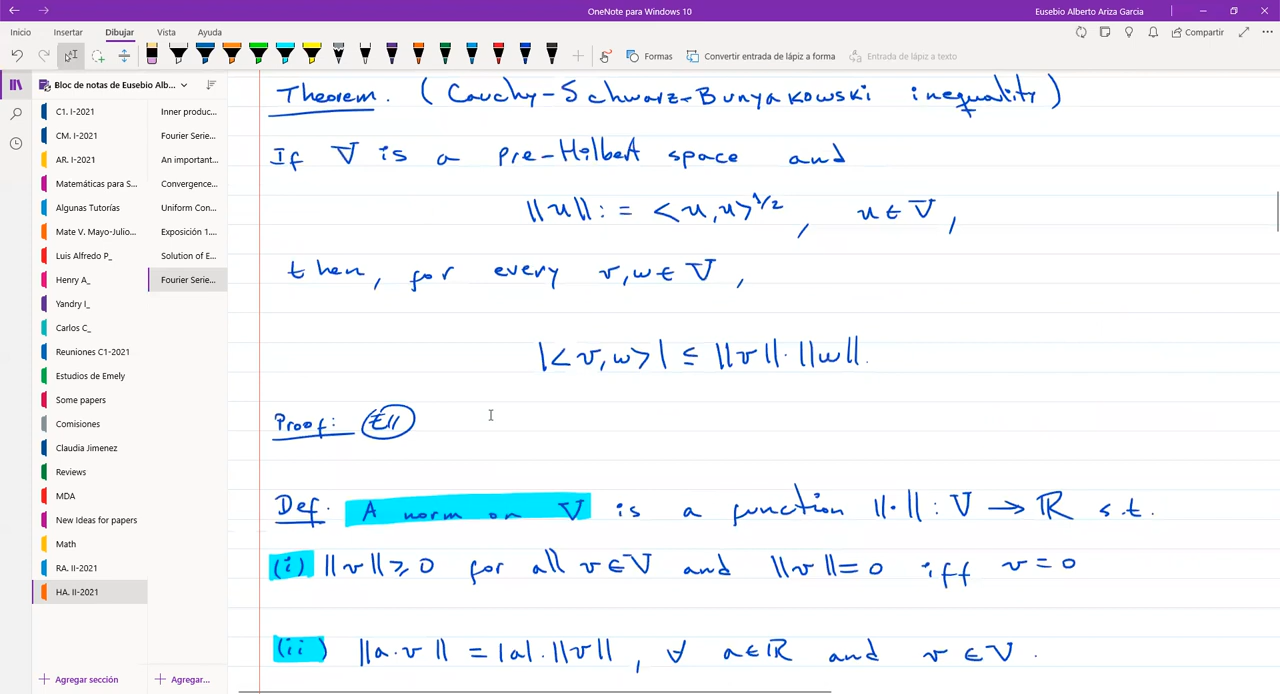 OneNote para Windows 10
Eusebio Alberto Ariza Garcia
Inicio Insertar Dibujar Vista Ayuda
Compartir
Formas
Convertir entrada de lápiz a forma
Entrada de lápiz a texto
Bloc de notas de Eusebio Alb...
C1. I-2021
CM. I-2021
AR. I-2021
Matemáticas para S...
Algunas Tutorías
Mate V. Mayo-Julio...
Luis Alfredo P_
Henry A_
Yandry I_
Carlos C_
Reuniones C1-2021
Estudios de Emely
Some papers
Comisiones
Claudia Jimenez
Reviews
MDA
New Ideas for papers
Math
RA. II-2021
HA. II-2021
Agregar sección
Inner produc...
Fourier Serie...
An important...
Convergence...
Uniform Con...
Exposición 1....
Solution of E...
Fourier Serie...
Agregar...
Theorem. (Cauchy-Schwarz-Bunyakowski inequality)
If V is a pre-Hilbert space and
||u|| := <u,u>^1/2, u ∈ V,
then, for every v,w ∈ V,
|<v,w>| ≤ ||v||·||w||.
Proof:
Def. A norm on V is a function ||·||: V → ℝ s.t.
(i) ||v|| ≥ 0 for all v ∈ V and ||v|| = 0 iff v = 0
(ii) ||a·v|| = |a|·||v||, ∀ a ∈ ℝ and v ∈ V.